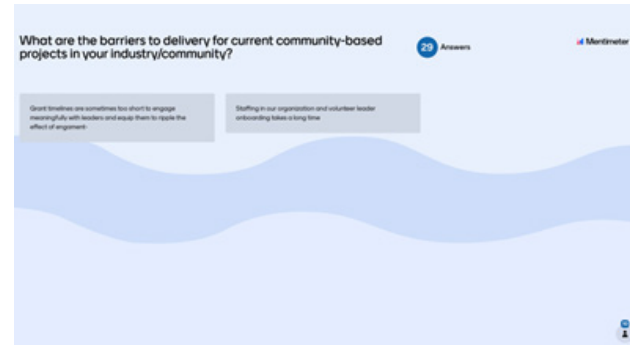 What are the barriers to delivery for current community-based
projects in your industry/community?
29 Answers
Mentimeter
Grant timelines are sometimes too short to engage
meaningfully with leaders and equip them to ripple the
effect of engament-
Staffing in our organization and volunteer leader
onboarding takes a long time